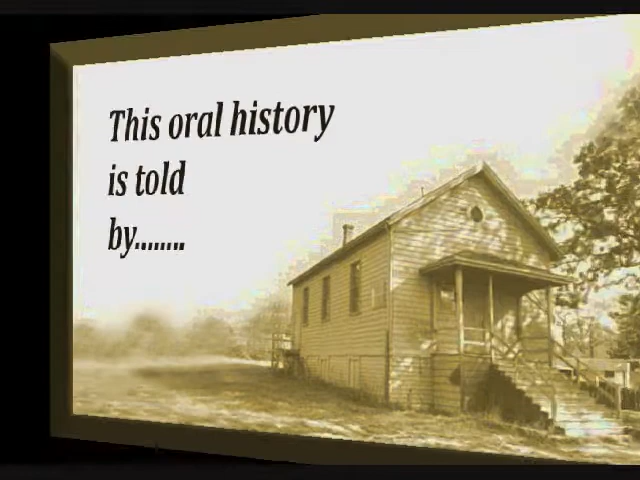 This oral history
is told
by........